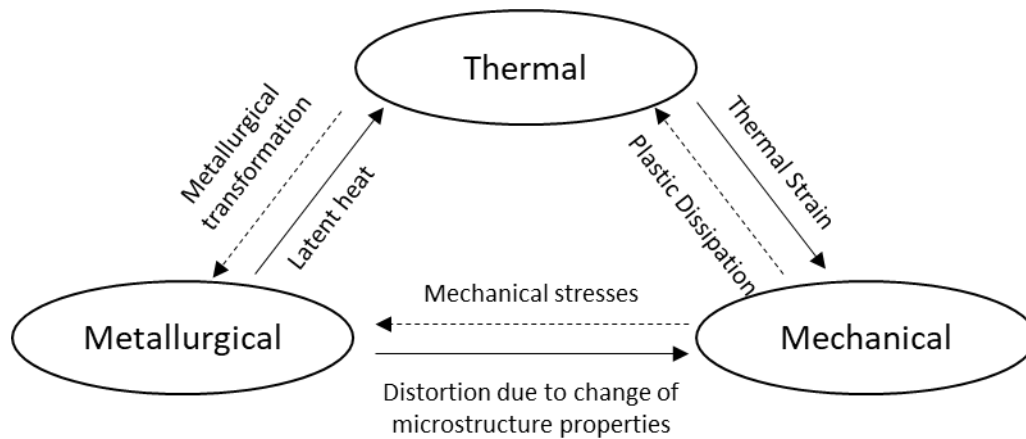 Thermal
Metallurgical
transformation
Latent heat
Plastic Dissipation
Thermal Strain
Metallurgical
Mechanical stresses
Mechanical
Distortion due to change of
microstructure properties